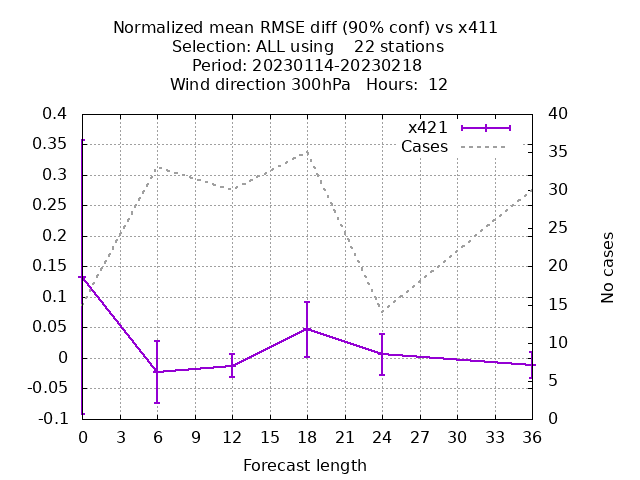 Normalized mean RMSE diff (90% conf) vs x411
Selection: ALL using    22 stations
Period: 20230114-20230218
Wind direction 300hPa   Hours:  12
0.4
0.35
0.3
0.25
0.2
0.15
0.1
0.05
0
-0.05
-0.1
40
35
30
25
20
15
10
5
0
x421
Cases
No cases
0 3 6 9 12 15 18 21 24 27 30 33 36
Forecast length